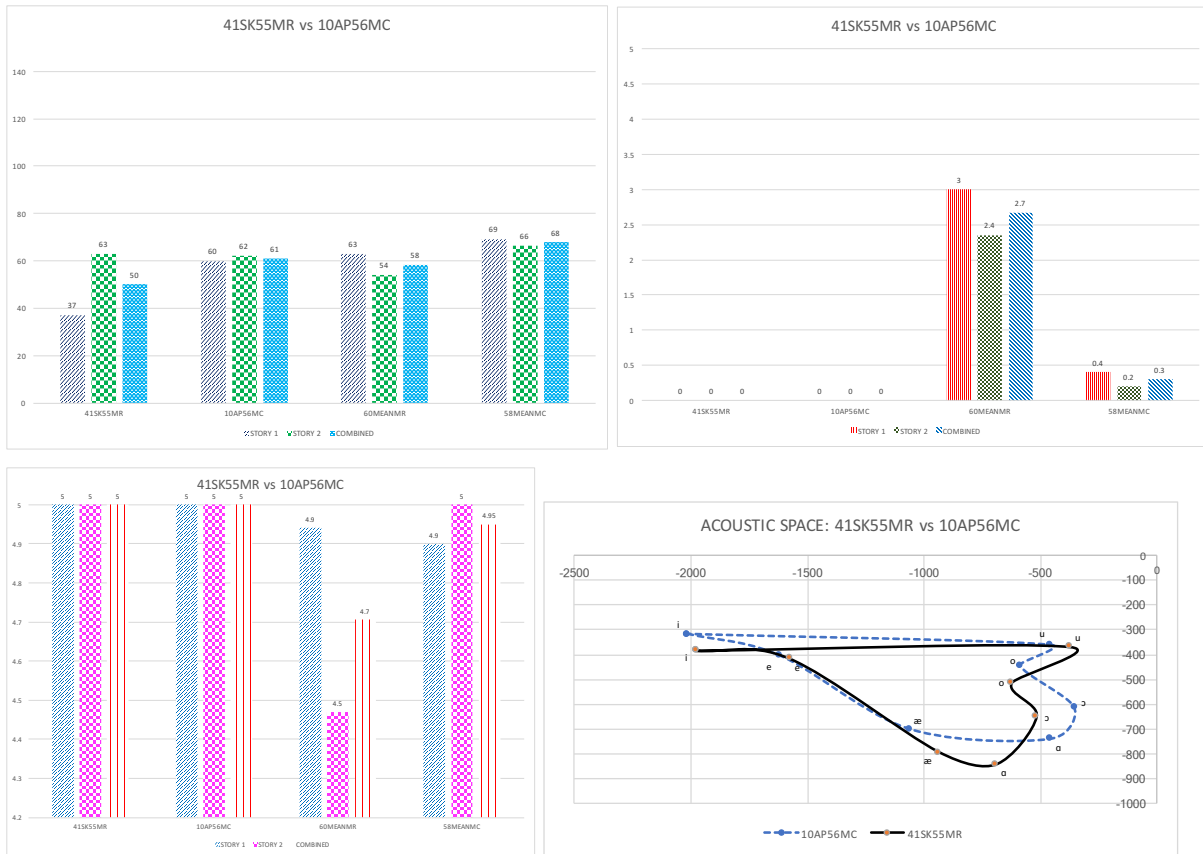 41SK55MR vs 10AP56MC
140
120
100
80
60
40
20
0
37
63
50
60
62
61
63
54
58
69
66
68
41SK55MR 10AP56MC 60MEANMR 58MEANMC
STORY 1 STORY 2 COMBINED
41SK55MR vs 10AP56MC
5
4.5
4
3.5
3
2.5
2
1.5
1
0.5
0
0 0 0
0 0 0
3
2.4
2.7
0.4
0.2
0.3
41SK55MR 10AP56MC 60MEANMR 58MEANMC
STORY 1 STORY 2 COMBINED
41SK55MR vs 10AP56MC
5
4.9
4.8
4.7
4.6
4.5
4.4
4.3
4.2
5 5 5
5 5 5
4.9
4.5
4.7
4.9
5
4.95
41SK55MR 10AP56MC 60MEANMR 58MEANMC
STORY 1 STORY 2 COMBINED
ACOUSTIC SPACE: 41SK55MR vs 10AP56MC
-2500 -2000 -1500 -1000 -500 0
0
-100
-200
-300
-400
-500
-600
-700
-800
-900
-1000
i
i
e
e
æ
æ
ɑ
ɑ
ɔ
ɔ
o
o
u
u
10AP56MC 41SK55MR